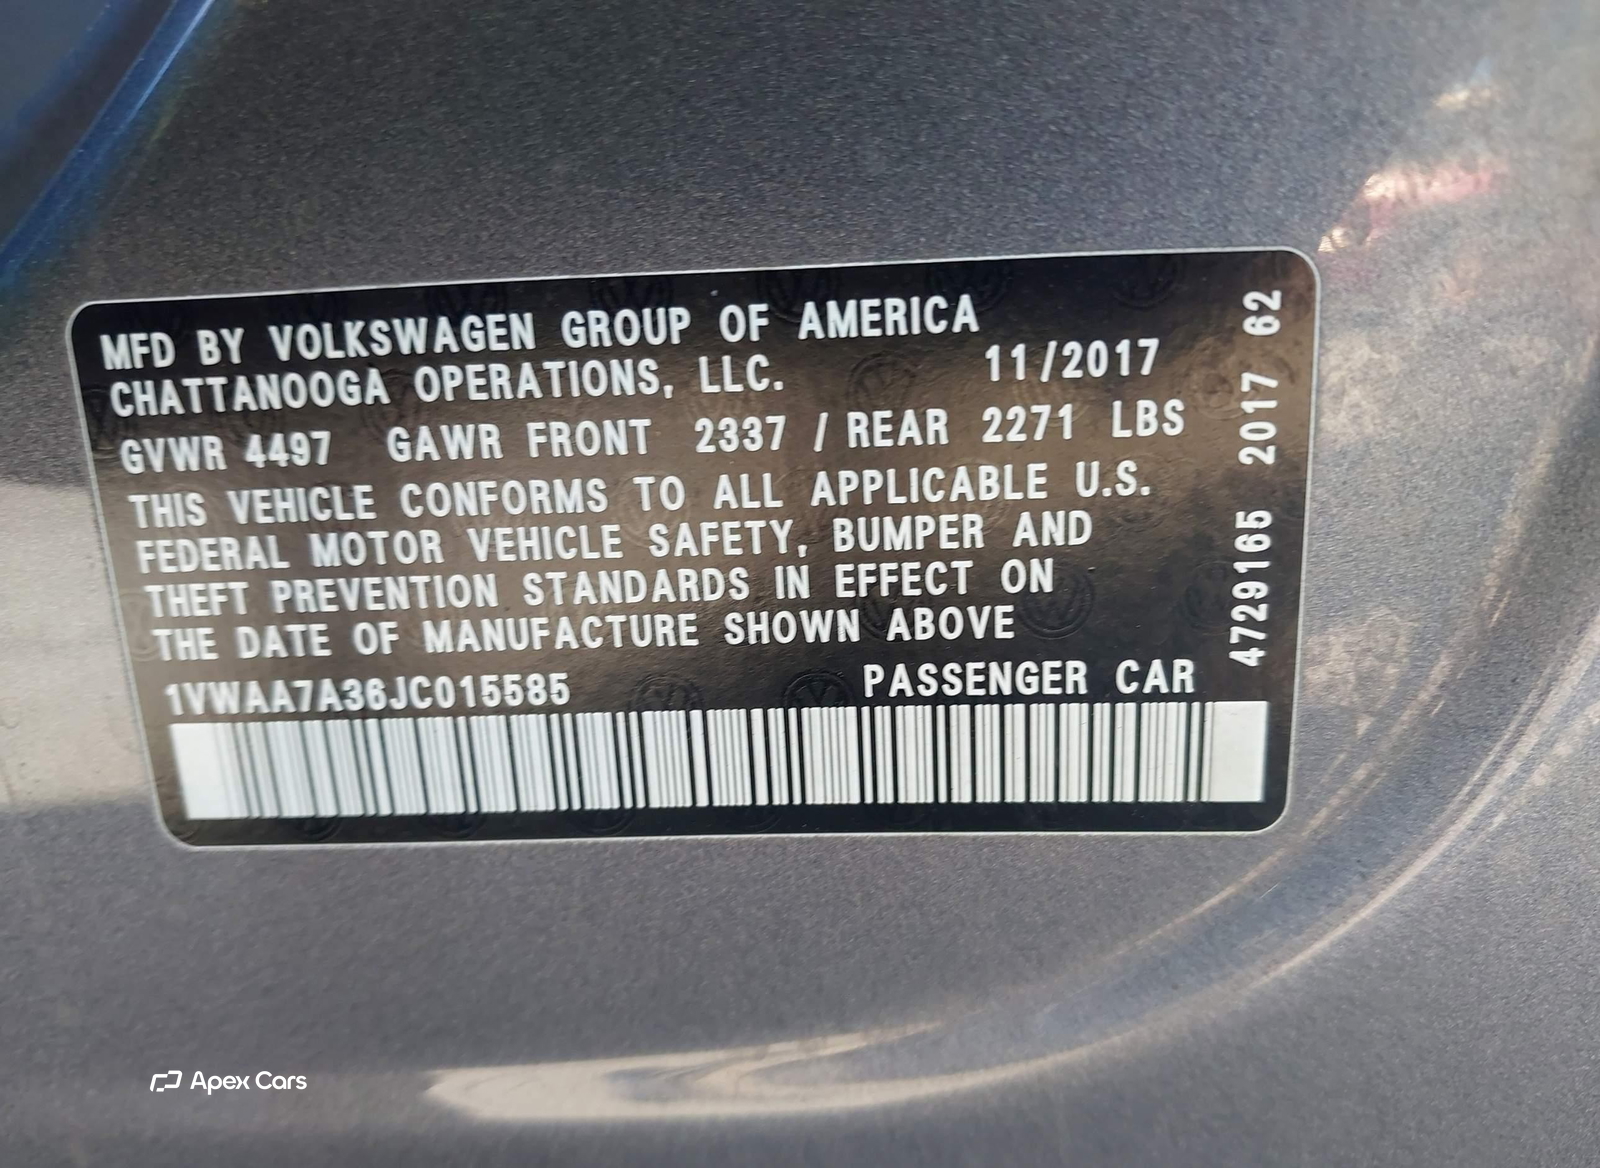 MFD BY VOLKSWAGEN GROUP OF AMERICA
CHATTANOOGA OPERATIONS, LLC. 11/2017
GVWR 4497 GAWR FRONT 2337 / REAR 2271 LBS
THIS VEHICLE CONFORMS TO ALL APPLICABLE U.S.
FEDERAL MOTOR VEHICLE SAFETY, BUMPER AND
THEFT PREVENTION STANDARDS IN EFFECT ON
THE DATE OF MANUFACTURE SHOWN ABOVE
1VWAA7A36JC015585 PASSENGER CAR
4729165 2017 62
Apex Cars